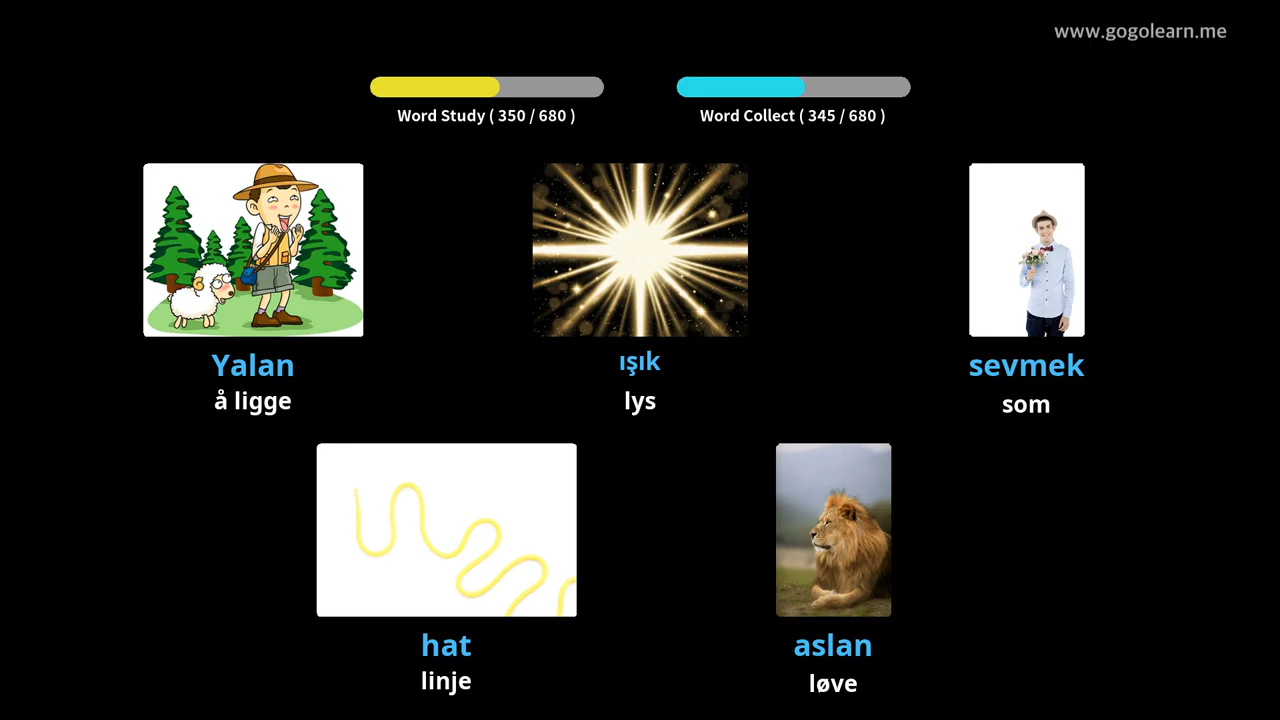 www.gogolearn.me
Word Study ( 350 / 680 )
Word Collect ( 345 / 680 )
Yalan
å ligge
ışık
lys
sevmek
som
hat
linje
aslan
løve